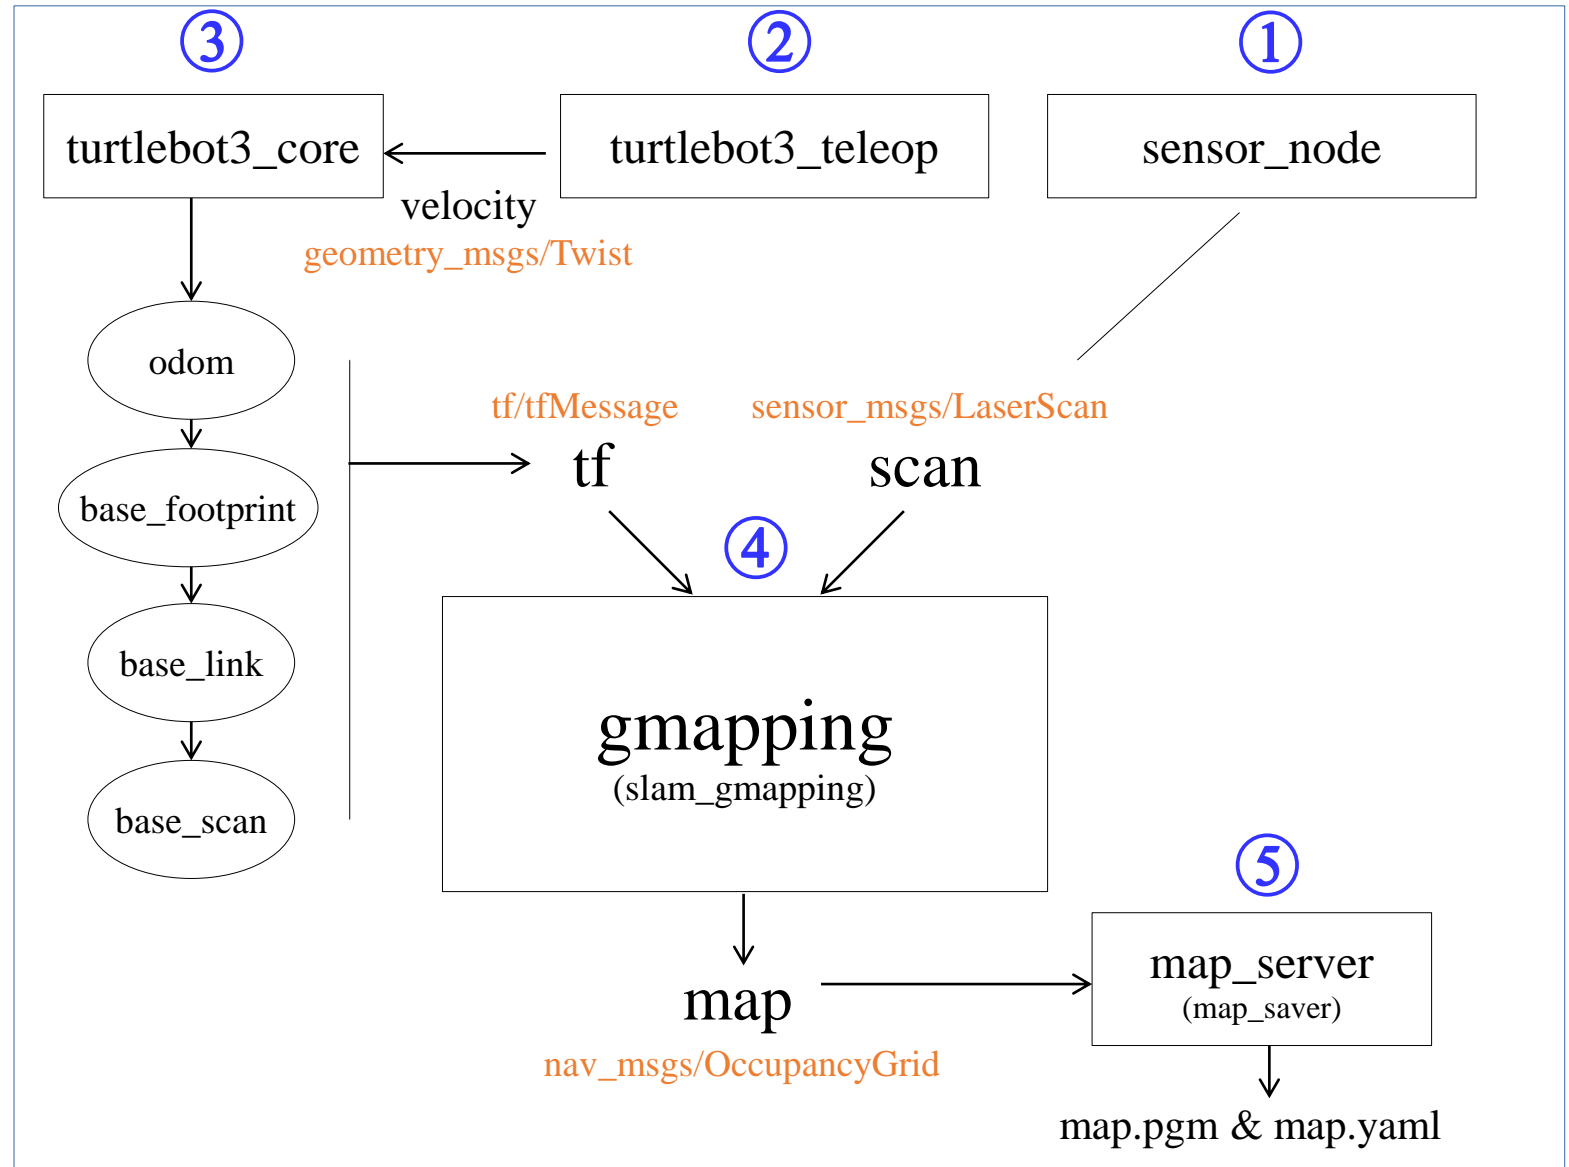 ③
②
①
turtlebot3_core
turtlebot3_teleop
sensor_node
velocity
geometry_msgs/Twist
odom
base_footprint
base_link
base_scan
tf/tfMessage
sensor_msgs/LaserScan
tf
scan
④
gmapping
(slam_gmapping)
⑤
map_server
(map_saver)
map
nav_msgs/OccupancyGrid
map.pgm & map.yaml